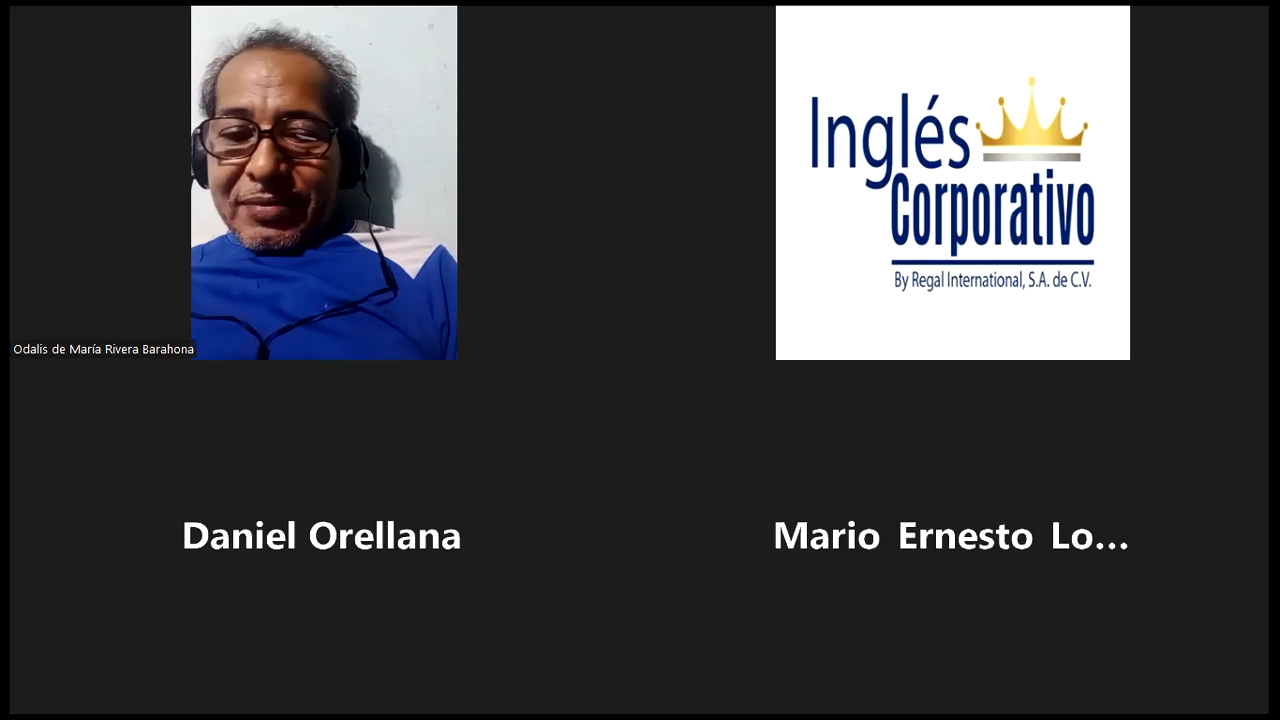 Inglés
Corporativo
By Regal International, S.A. de C.V.
Odalis de María Rivera Barahona
Daniel Orellana
Mario Ernesto Lo...